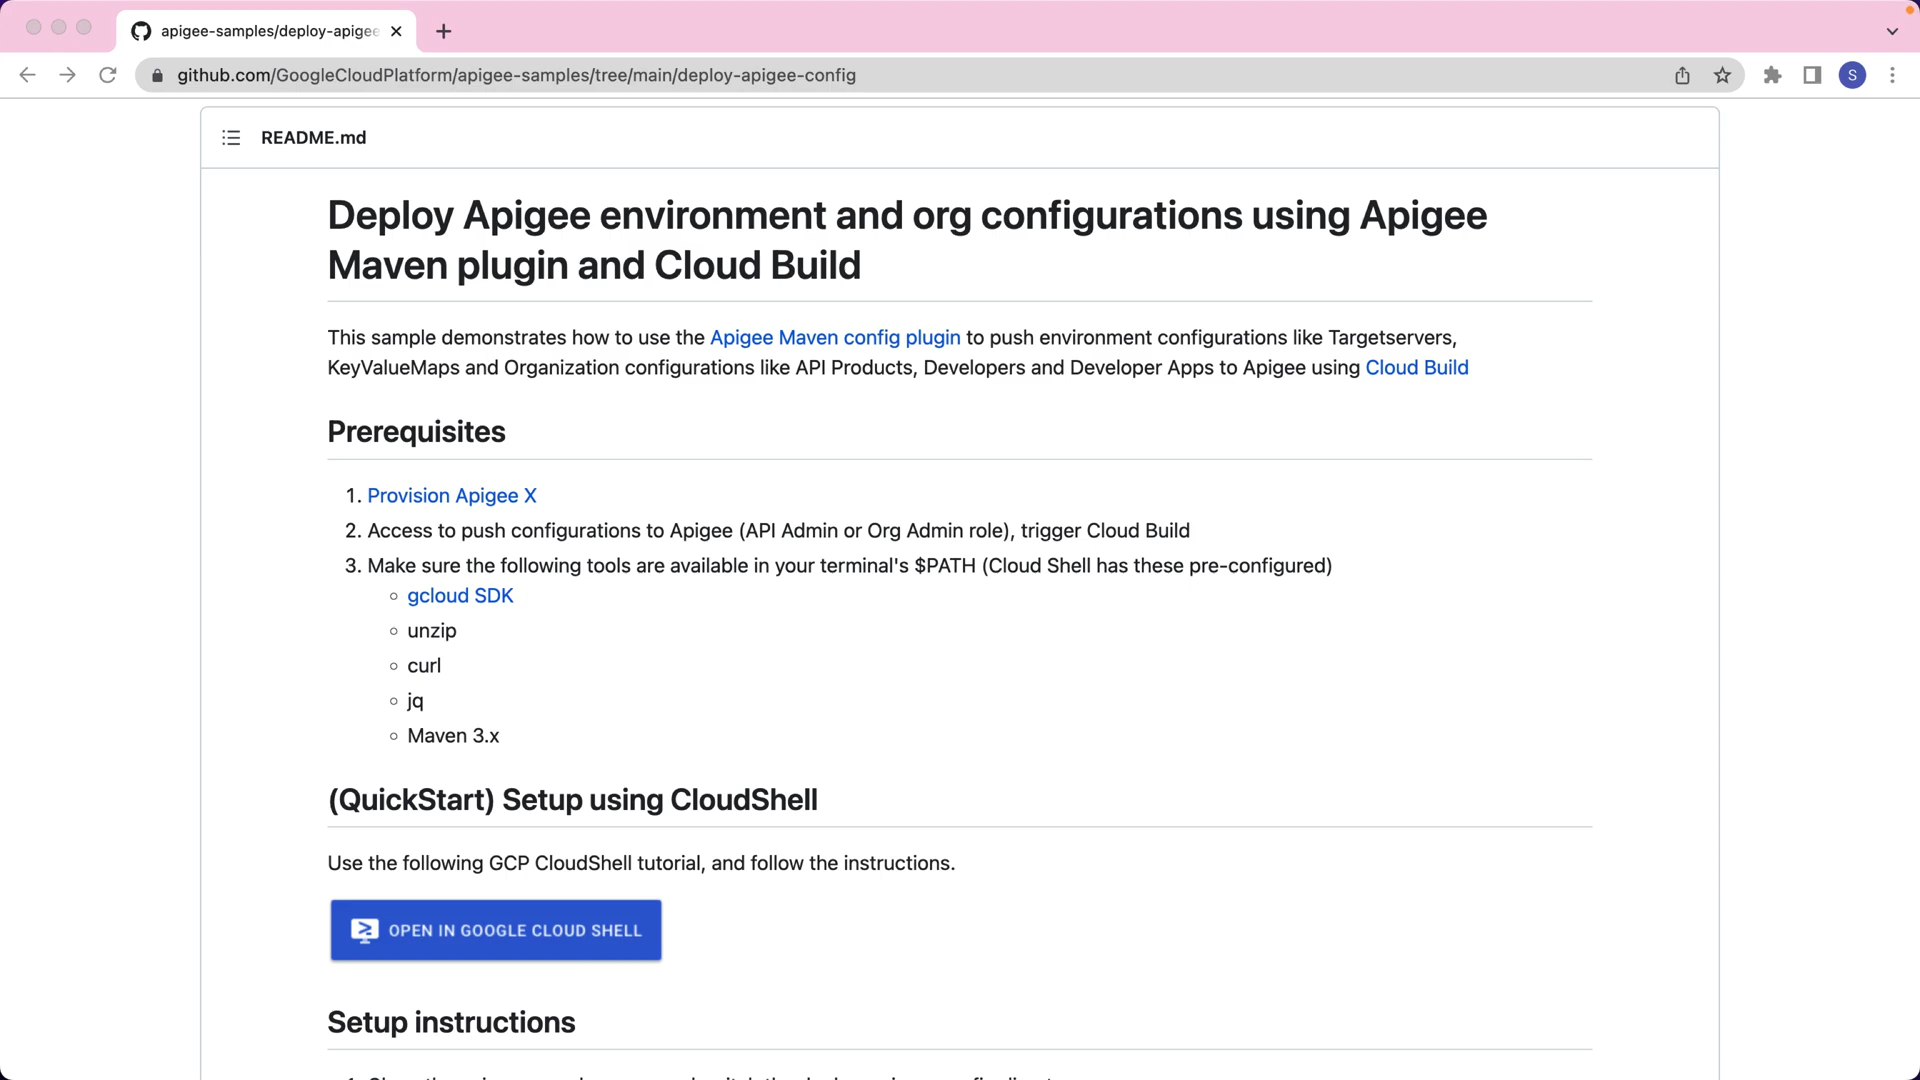 apigee-samples/deploy-apigee
github.com/GoogleCloudPlatform/apigee-samples/tree/main/deploy-apigee-config
S
README.md
Deploy Apigee environment and org configurations using Apigee
Maven plugin and Cloud Build
This sample demonstrates how to use the Apigee Maven config plugin to push environment configurations like Targetservers,
KeyValueMaps and Organization configurations like API Products, Developers and Developer Apps to Apigee using Cloud Build
Prerequisites
1. Provision Apigee X
2. Access to push configurations to Apigee (API Admin or Org Admin role), trigger Cloud Build
3. Make sure the following tools are available in your terminal's $PATH (Cloud Shell has these pre-configured)
gcloud SDK
unzip
curl
jq
Maven 3.x
(QuickStart) Setup using CloudShell
Use the following GCP CloudShell tutorial, and follow the instructions.
OPEN IN GOOGLE CLOUD SHELL
Setup instructions